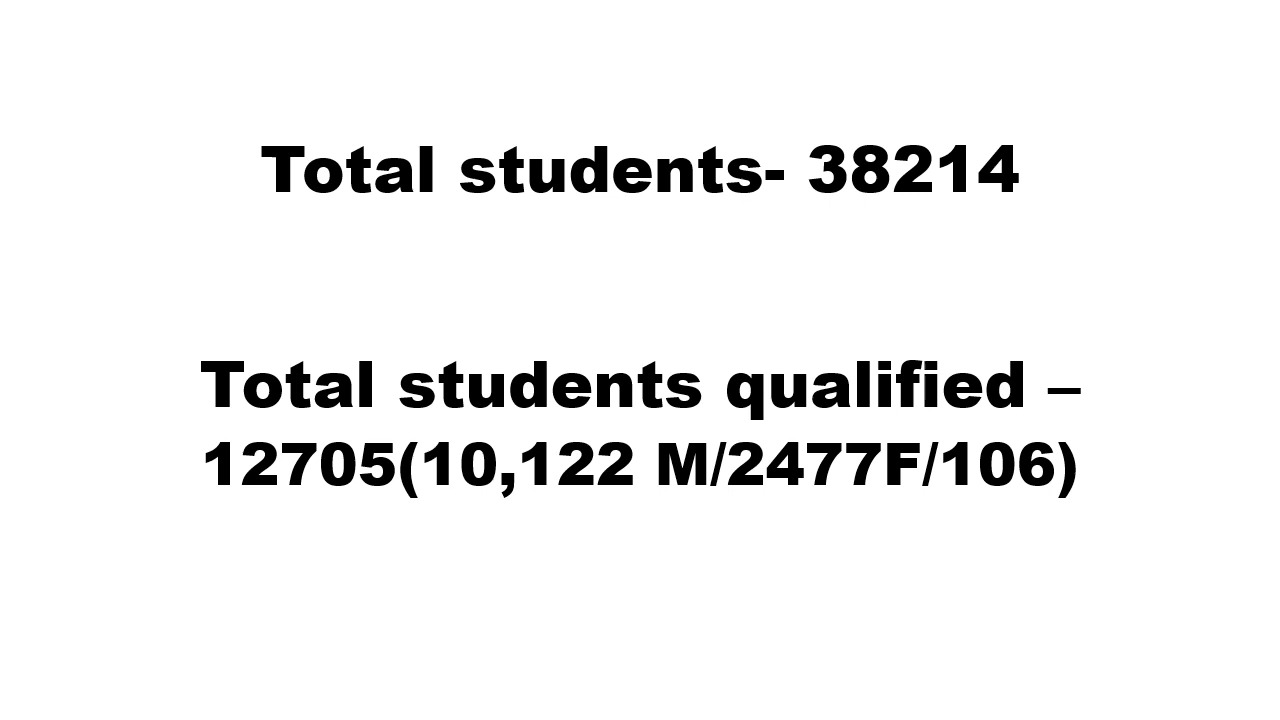 Total students- 38214
Total students qualified –
12705(10,122 M/2477F/106)